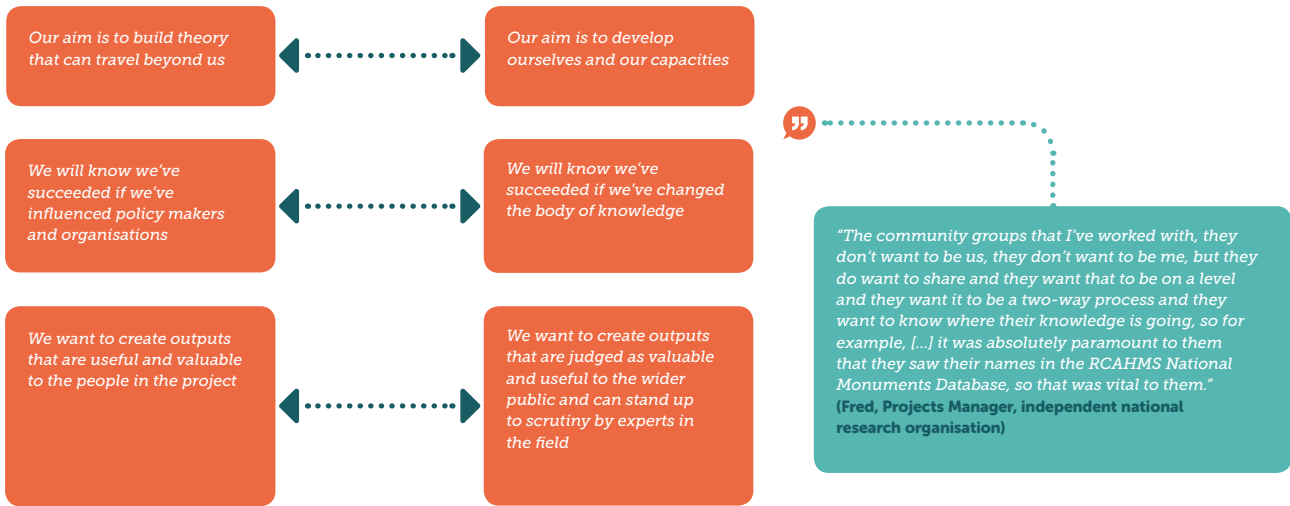 Our aim is to build theory
that can travel beyond us
Our aim is to develop
ourselves and our capacities
We will know we’ve
succeeded if we’ve
influenced policy makers
and organisations
We will know we’ve
succeeded if we’ve changed
the body of knowledge
We want to create outputs
that are useful and valuable
to the people in the project
We want to create outputs
that are judged as valuable
and useful to the wider
public and can stand up
to scrutiny by experts in
the field
“The community groups that I’ve worked with, they
don’t want to be us, they don’t want to be me, but they
do want to share and they want that to be on a level
and they want it to be a two-way process and they
want to know where their knowledge is going, so for
example, [...] it was absolutely paramount to them
that they saw their names in the RCAHMS National
Monuments Database, so that was vital to them.”
(Fred, Projects Manager, independent national
research organisation)